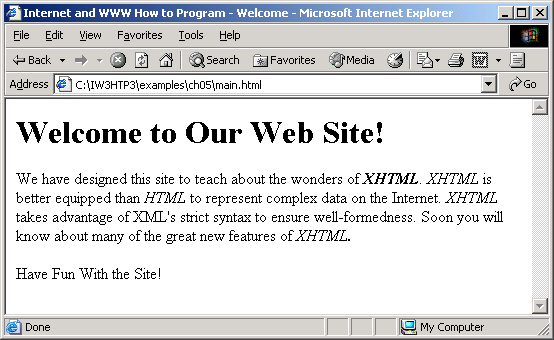 Internet and WWW How to Program - Welcome - Microsoft Internet Explorer
File Edit View Favorites Tools Help
Back Search Favorites Media
Address C:\IW3HTP3\examples\ch05\main.html Go
Welcome to Our Web Site!
We have designed this site to teach about the wonders of XHTML. XHTML is
better equipped than HTML to represent complex data on the Internet. XHTML
takes advantage of XML's strict syntax to ensure well-formedness. Soon you will
know about many of the great new features of XHTML.
Have Fun With the Site!
Done My Computer